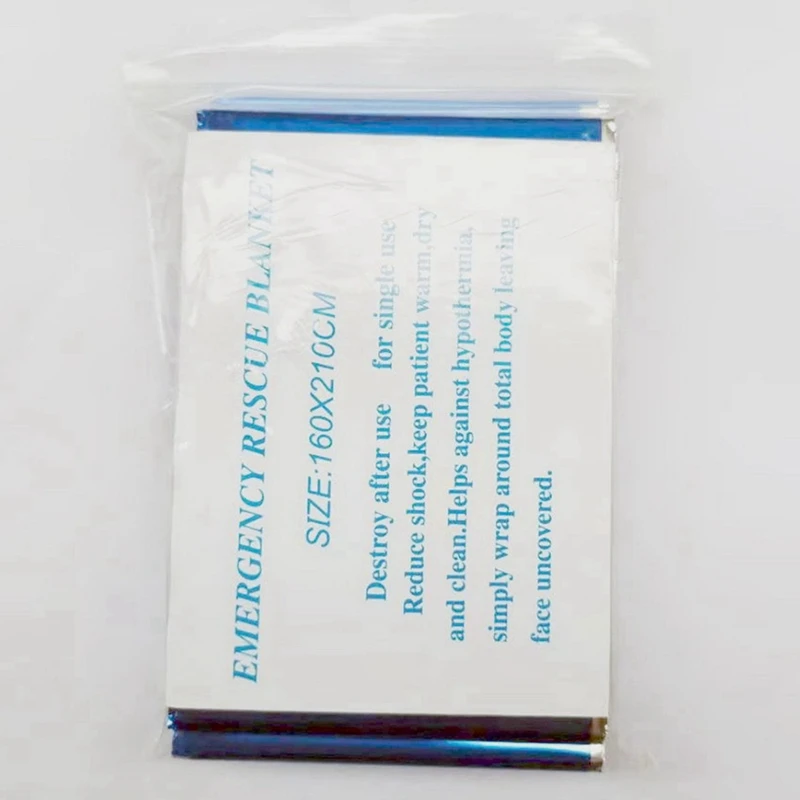 EMERGENCY RESCUE BLANKET
SIZE:160X210CM
Destroy after use for single use
Reduce shock,keep patient warm,dry
and clean.Helps against hypothermia,
simply wrap around total body leaving
face uncovered.